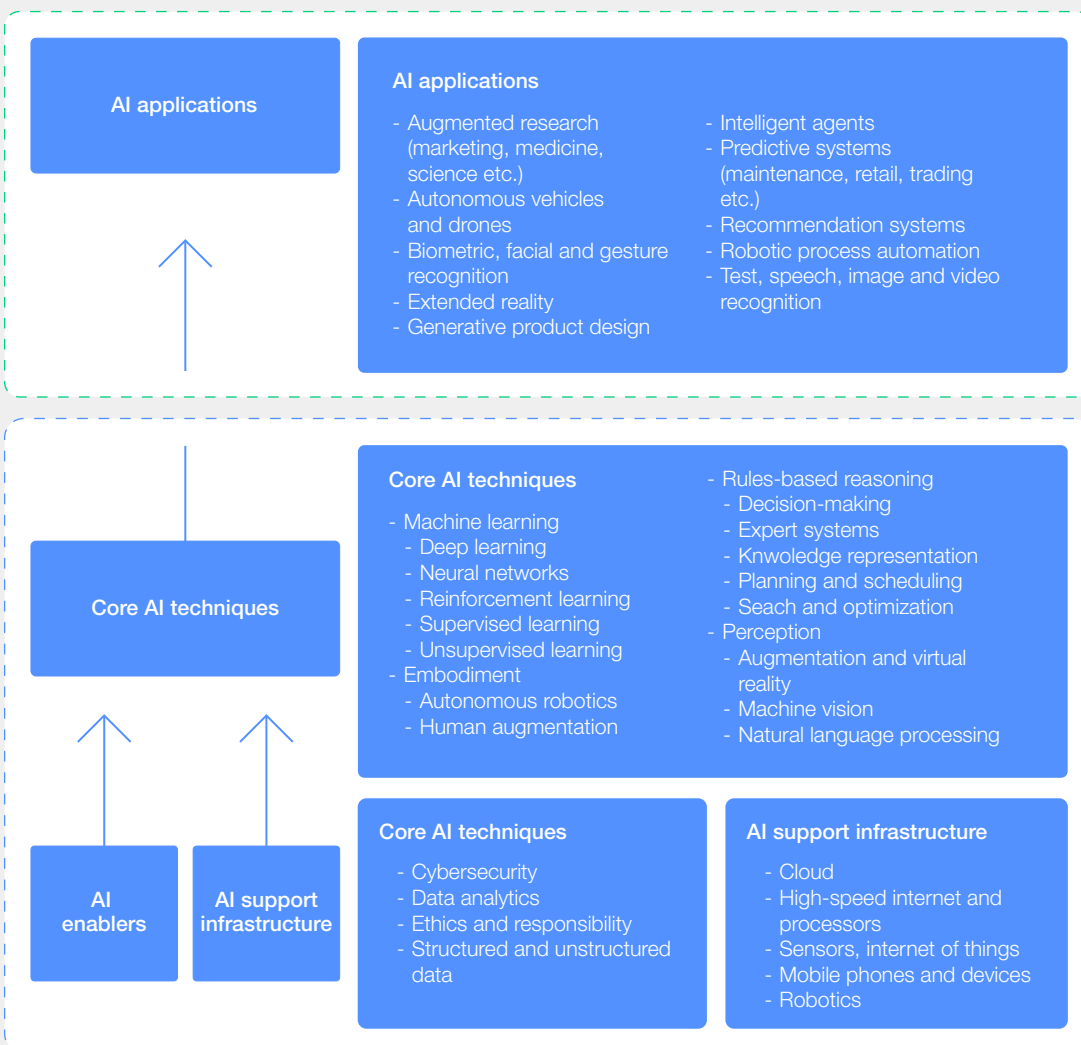 AI applications
AI applications
- Augmented research
(marketing, medicine,
science etc.)
- Autonomous vehicles
and drones
- Biometric, facial and gesture
recognition
- Extended reality
- Generative product design
- Intelligent agents
- Predictive systems
(maintenance, retail, trading
etc.)
- Recommendation systems
- Robotic process automation
- Test, speech, image and video
recognition
Core AI techniques
Core AI techniques
- Machine learning
- Deep learning
- Neural networks
- Reinforcement learning
- Supervised learning
- Unsupervised learning
- Embodiment
- Autonomous robotics
- Human augmentation
- Rules-based reasoning
- Decision-making
- Expert systems
- Knwoledge representation
- Planning and scheduling
- Seach and optimization
- Perception
- Augmentation and virtual
reality
- Machine vision
- Natural language processing
AI
enablers
AI support
infrastructure
Core AI techniques
- Cybersecurity
- Data analytics
- Ethics and responsibility
- Structured and unstructured
data
AI support infrastructure
- Cloud
- High-speed internet and
processors
- Sensors, internet of things
- Mobile phones and devices
- Robotics